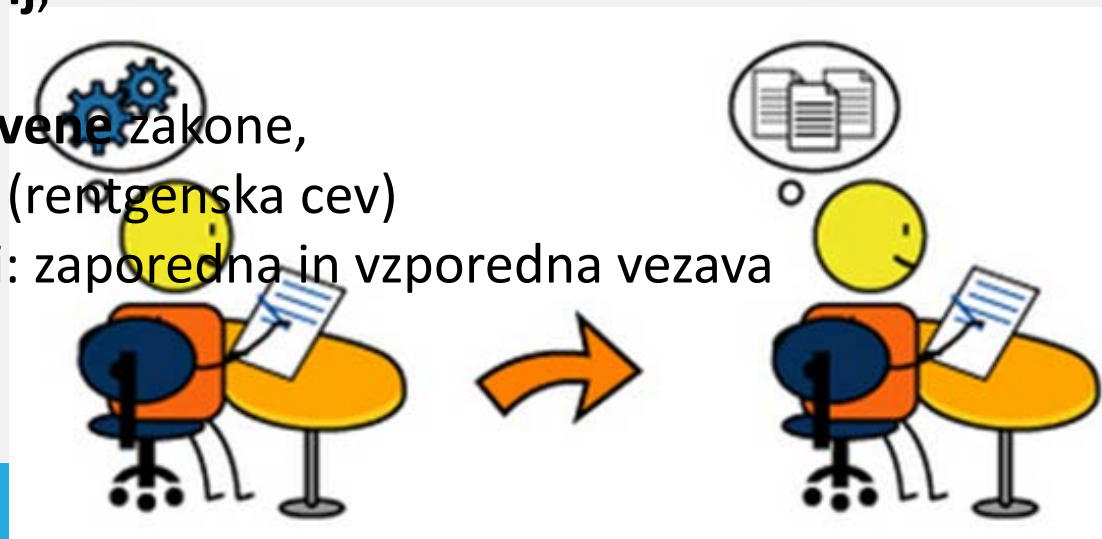 vene zakone,
(rentgenska cev)
: zaporedna in vzporedna vezava